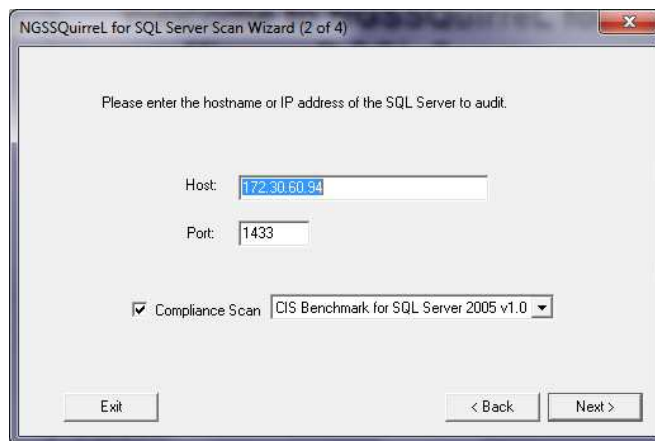 NGSSQuirreL for SQL Server Scan Wizard (2 of 4)
Please enter the hostname or IP address of the SQL Server to audit.
Host: 172.30.60.94
Port: 1433
Compliance Scan CIS Benchmark for SQL Server 2005 v1.0
Exit < Back Next >